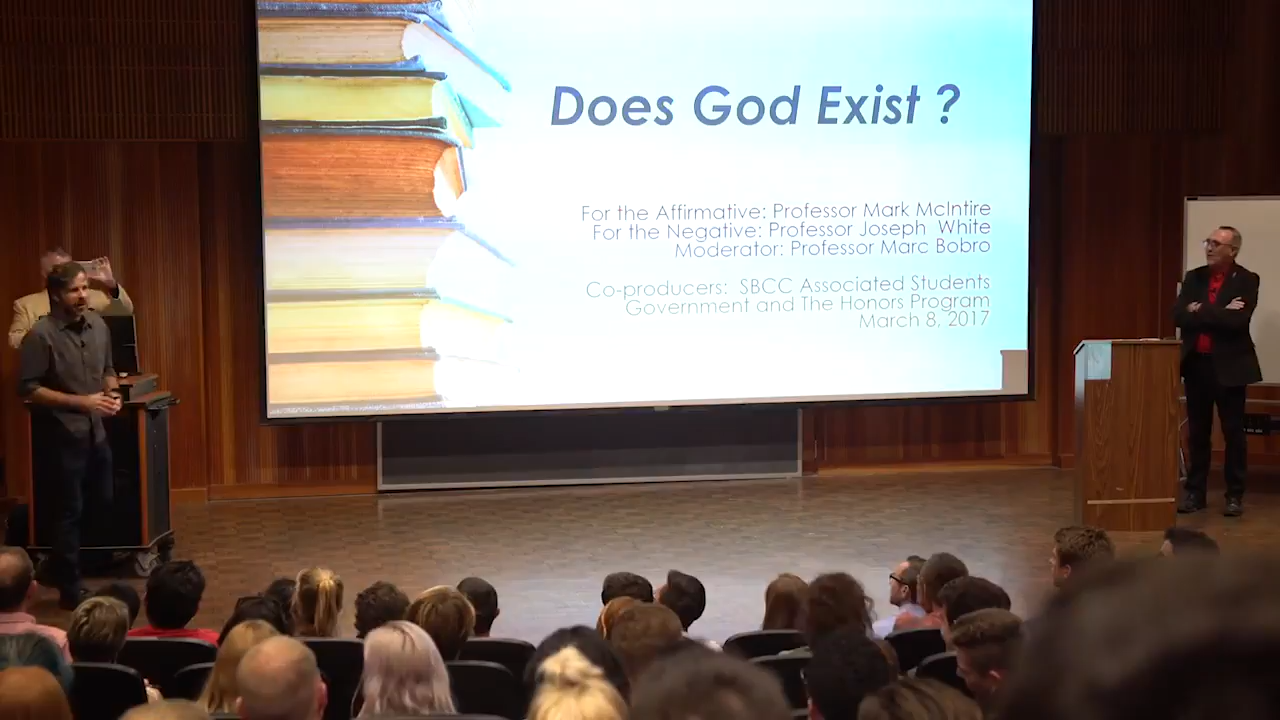 Does God Exist ?
For the Affirmative: Professor Mark McIntire
For the Negative: Professor Joseph White
Moderator: Professor Marc Bobro
Co-producers: SBCC Associated Students
Government and The Honors Program
March 8, 2017